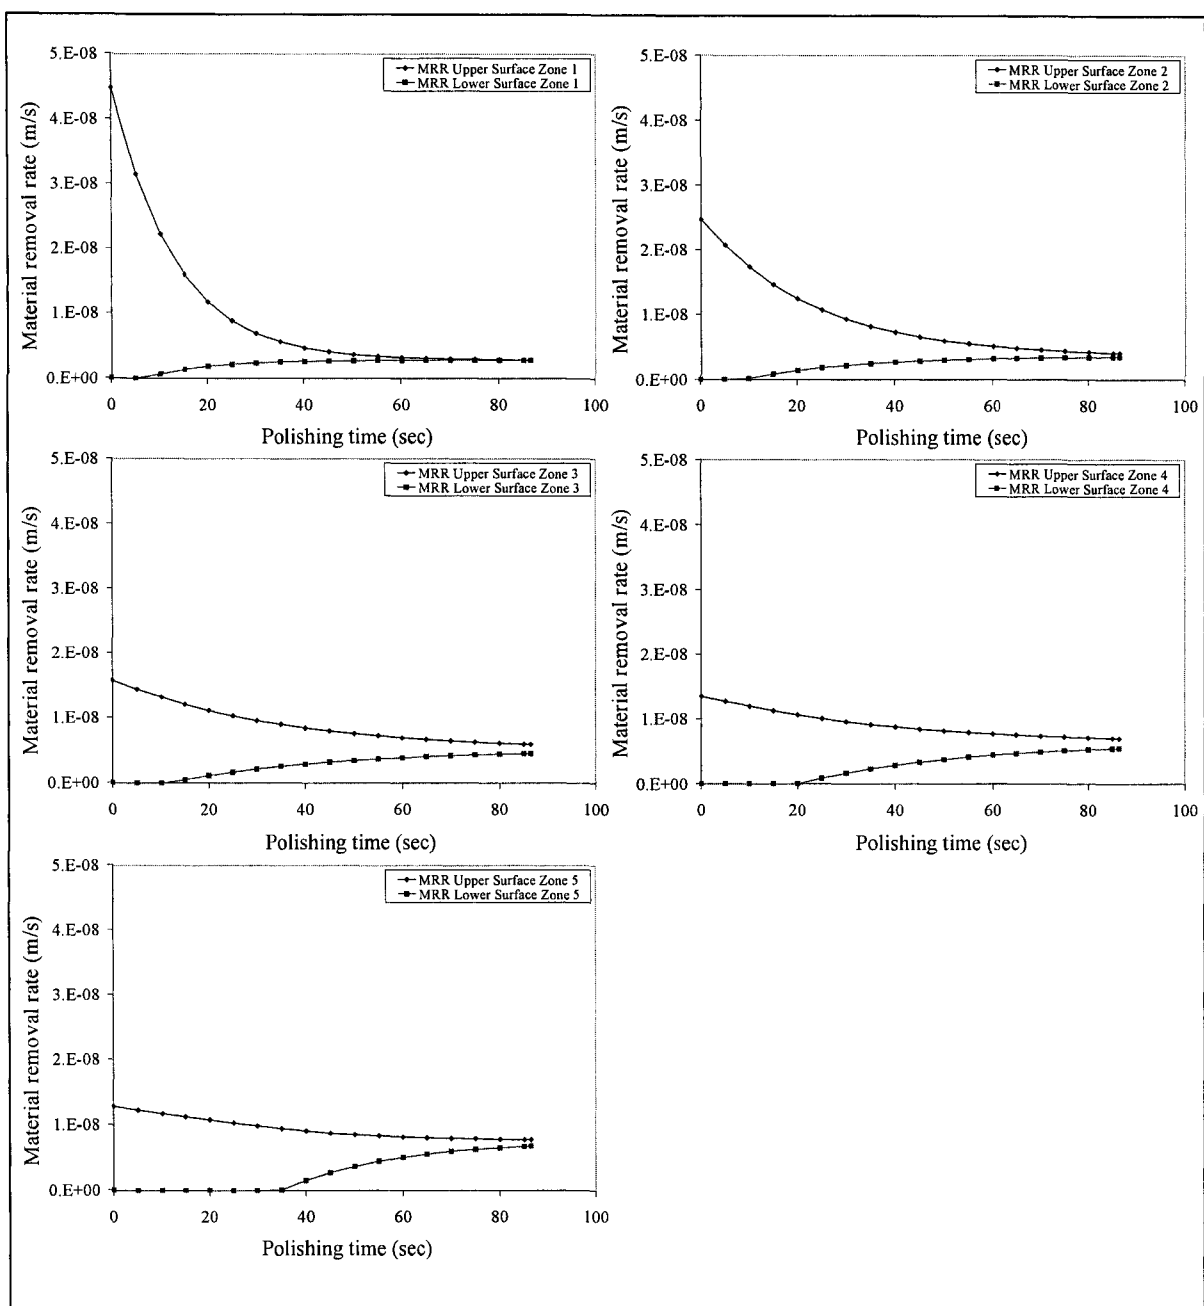 MRR Upper Surface Zone 1
MRR Lower Surface Zone 1
Material removal rate (m/s)
5.E-08
4.E-08
3.E-08
2.E-08
1.E-08
0.E+00
0 20 40 60 80 100
Polishing time (sec)
MRR Upper Surface Zone 2
MRR Lower Surface Zone 2
Material removal rate (m/s)
5.E-08
4.E-08
3.E-08
2.E-08
1.E-08
0.E+00
0 20 40 60 80 100
Polishing time (sec)
MRR Upper Surface Zone 3
MRR Lower Surface Zone 3
Material removal rate (m/s)
5.E-08
4.E-08
3.E-08
2.E-08
1.E-08
0.E+00
0 20 40 60 80 100
Polishing time (sec)
MRR Upper Surface Zone 4
MRR Lower Surface Zone 4
Material removal rate (m/s)
5.E-08
4.E-08
3.E-08
2.E-08
1.E-08
0.E+00
0 20 40 60 80 100
Polishing time (sec)
MRR Upper Surface Zone 5
MRR Lower Surface Zone 5
Material removal rate (m/s)
5.E-08
4.E-08
3.E-08
2.E-08
1.E-08
0.E+00
0 20 40 60 80 100
Polishing time (sec)